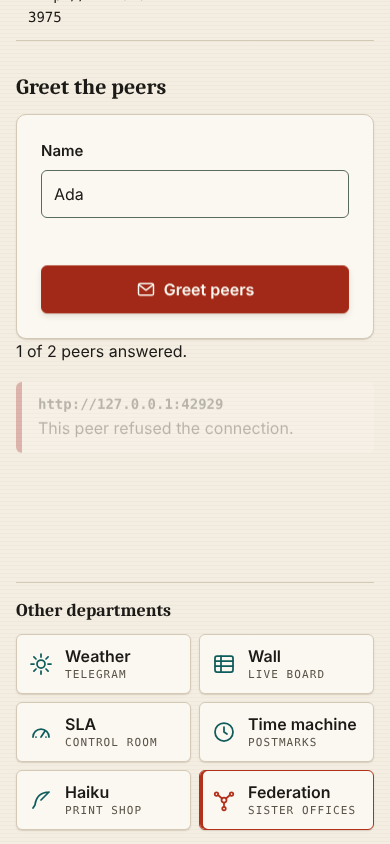 3975
Greet the peers
Name
Ada
Greet peers
1 of 2 peers answered.
http://127.0.0.1:42929
This peer refused the connection.
Other departments
Weather
TELEGRAM
Wall
LIVE BOARD
SLA
CONTROL ROOM
Time machine
POSTMARKS
Haiku
PRINT SHOP
Federation
SISTER OFFICES